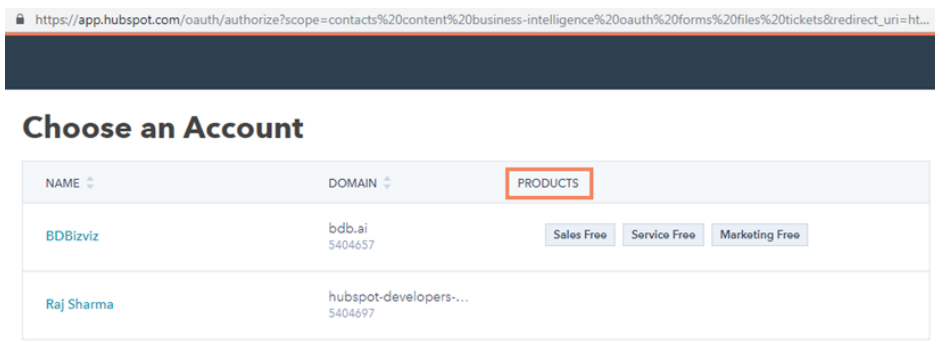 https://app.hubspot.com/oauth/authorize?scope=contacts%20content%20business-intelligence%20oauth%20forms%20files%20tickets&redirect_uri=ht...
Choose an Account
NAME DOMAIN PRODUCTS
BDBizviz bdb.ai Sales Free Service Free Marketing Free
5404657
Raj Sharma hubspot-developers-...
5404697